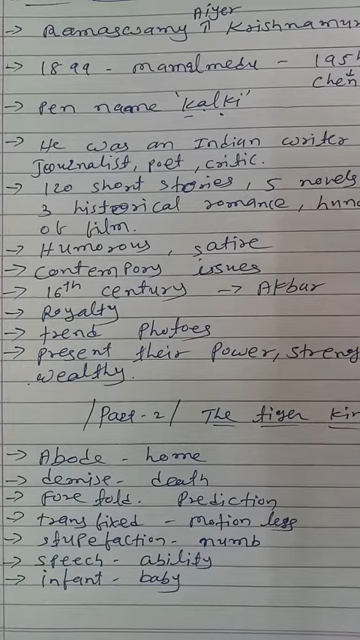 Aiyer
→ Ramaswamy ↑ Krishnamur
→ 1899 - mamalmedu - 195
→ Pen name "Kalki"
→ He was an Indian writer
Journalist, poet, critic.
→ 120 short stories, 5 novels
3 historical romance, hun
of film.
→ Humorous, satire
→ Contempory issues
→ 16th century → Akbar
→ Royalty
→ trend photoes
→ present their power, streng
wealthy.
/Part-2/ The tiger Kin
→ Abode - home
→ demise - death
→ Fore fold. Prediction
→ transfixed - motion less
→ stupefaction - numb
→ speech - ability
→ infant - baby